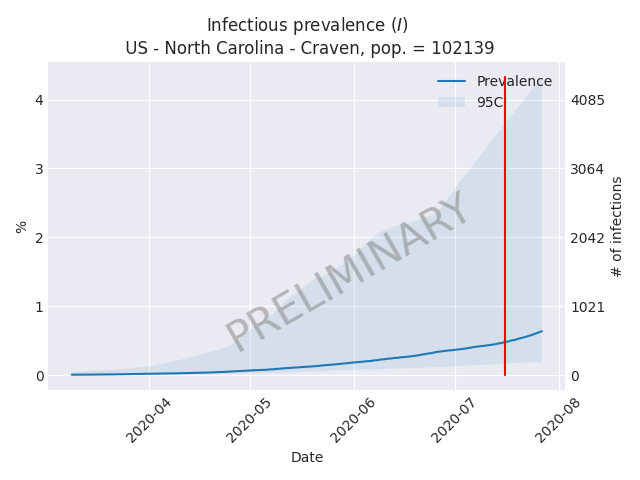 Infectious prevalence (I)
US - North Carolina - Craven, pop. = 102139
Prevalence
95C
4
3
2
1
0
%
4085
3064
2042
1021
0
# of infections
PRELIMINARY
2020-04
2020-05
2020-06
2020-07
2020-08
Date